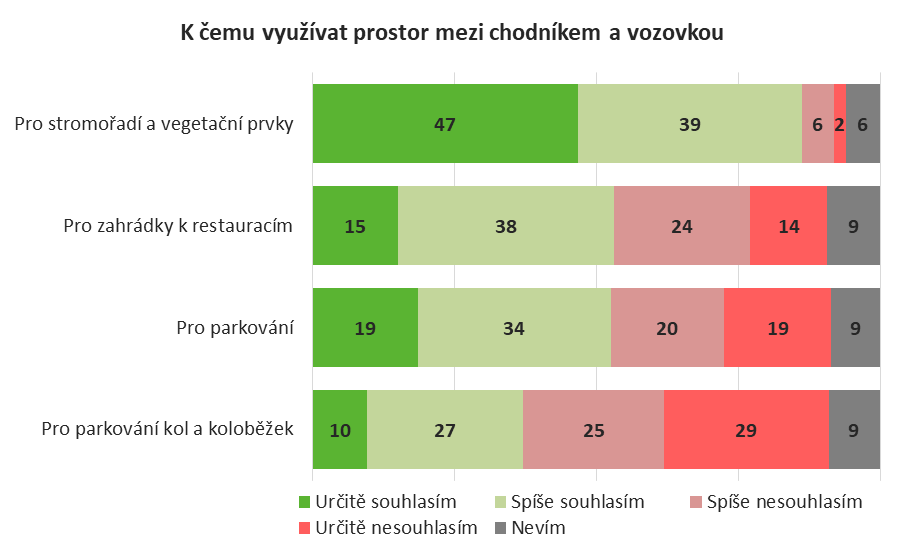 K čemu využívat prostor mezi chodníkem a vozovkou
Pro stromořadí a vegetační prvky 47 39 6 2 6
Pro zahrádky k restauracím 15 38 24 14 9
Pro parkování 19 34 20 19 9
Pro parkování kol a koloběžek 10 27 25 29 9
Určitě souhlasím Spíše souhlasím Spíše nesouhlasím
Určitě nesouhlasím Nevím